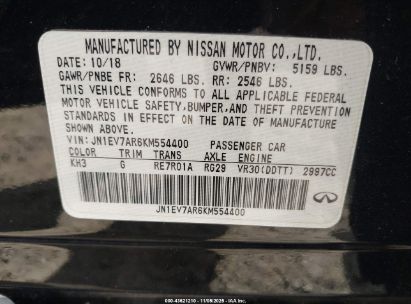 MANUFACTURED BY NISSAN MOTOR CO.,LTD.
DATE: 10/18 GVWR/PNBV: 5159 LBS.
GAWR/PNBE FR: 2646 LBS. RR: 2546 LBS.
THIS VEHICLE CONFORMS TO ALL APPLICABLE FEDERAL
MOTOR VEHICLE SAFETY, BUMPER, AND THEFT PREVENTION
STANDARDS IN EFFECT ON THE DATE OF MANUFACTURE
SHOWN ABOVE.
VIN: JN1EV7AR6KM554400 PASSENGER CAR
COLOR TRIM TRANS AXLE ENGINE
KH3 G RE7R01A RG29 VR30(DDTT) 2997CC
JN1EV7AR6KM554400
INFINITI